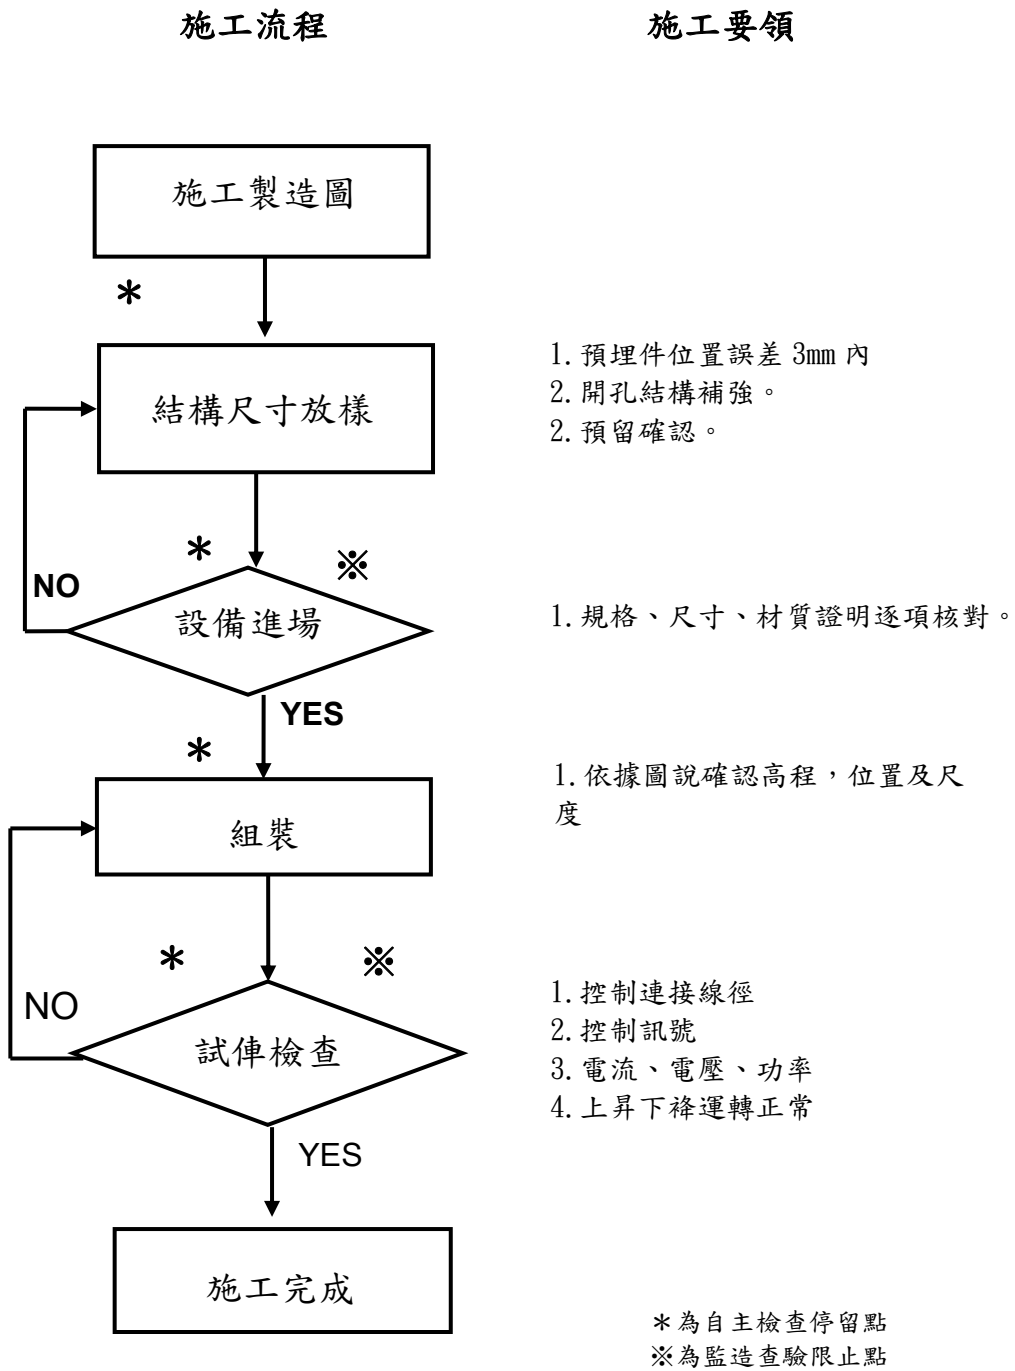 施工流程
施工要領
施工製造圖
＊
結構尺寸放樣
1.預埋件位置誤差 3mm 內
2.開孔結構補強。
2.預留確認。
＊
※
NO
設備進場
1.規格、尺寸、材質證明逐項核對。
YES
＊
組裝
1.依據圖說確認高程，位置及尺
度
＊
※
NO
試俥檢查
1.控制連接線徑
2.控制訊號
3.電流、電壓、功率
4.上昇下袶運轉正常
YES
施工完成
＊為自主檢查停留點
※為監造查驗限止點